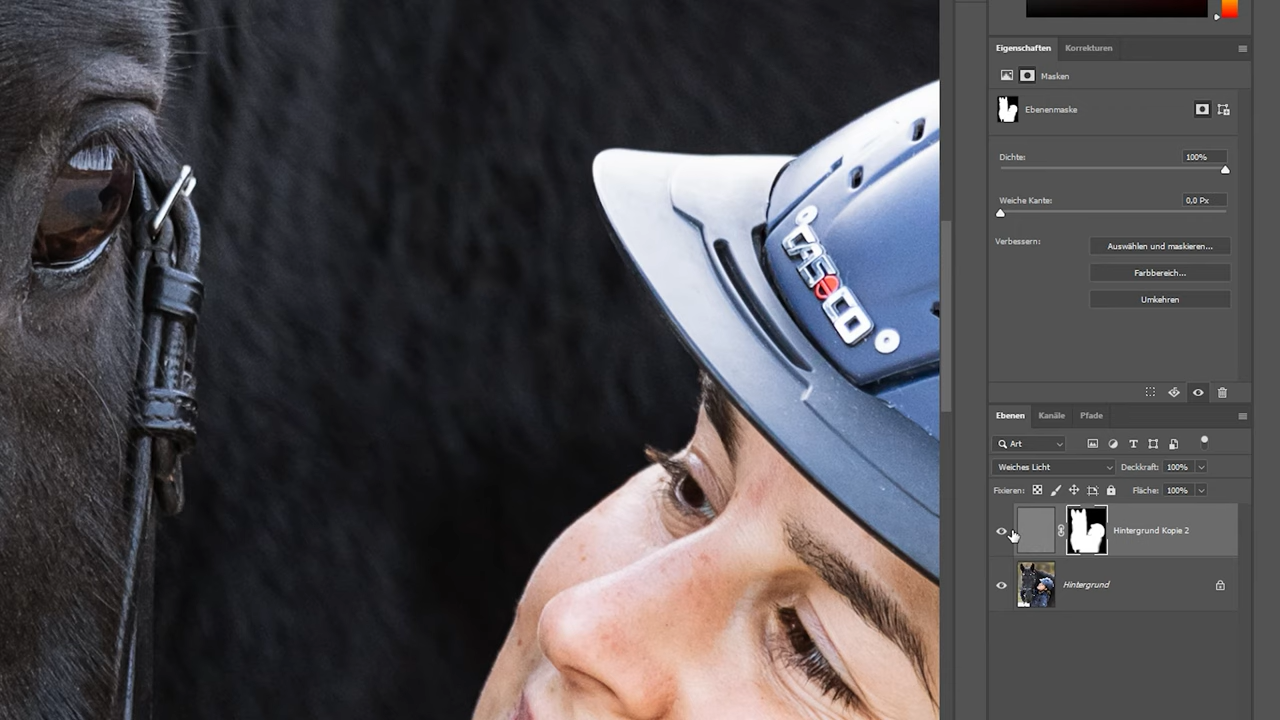 Eigenschaften Korrekturen
Masken
Ebenenmaske
Dichte: 100%
Weiche Kante: 0,0 Px
Verbessern: Auswählen und maskieren...
Farbbereich...
Umkehren
CASCO
Ebenen Kanäle Pfade
Art
Weiches Licht Deckkraft: 100%
Fixieren: Fläche: 100%
Hintergrund Kopie 2
Hintergrund